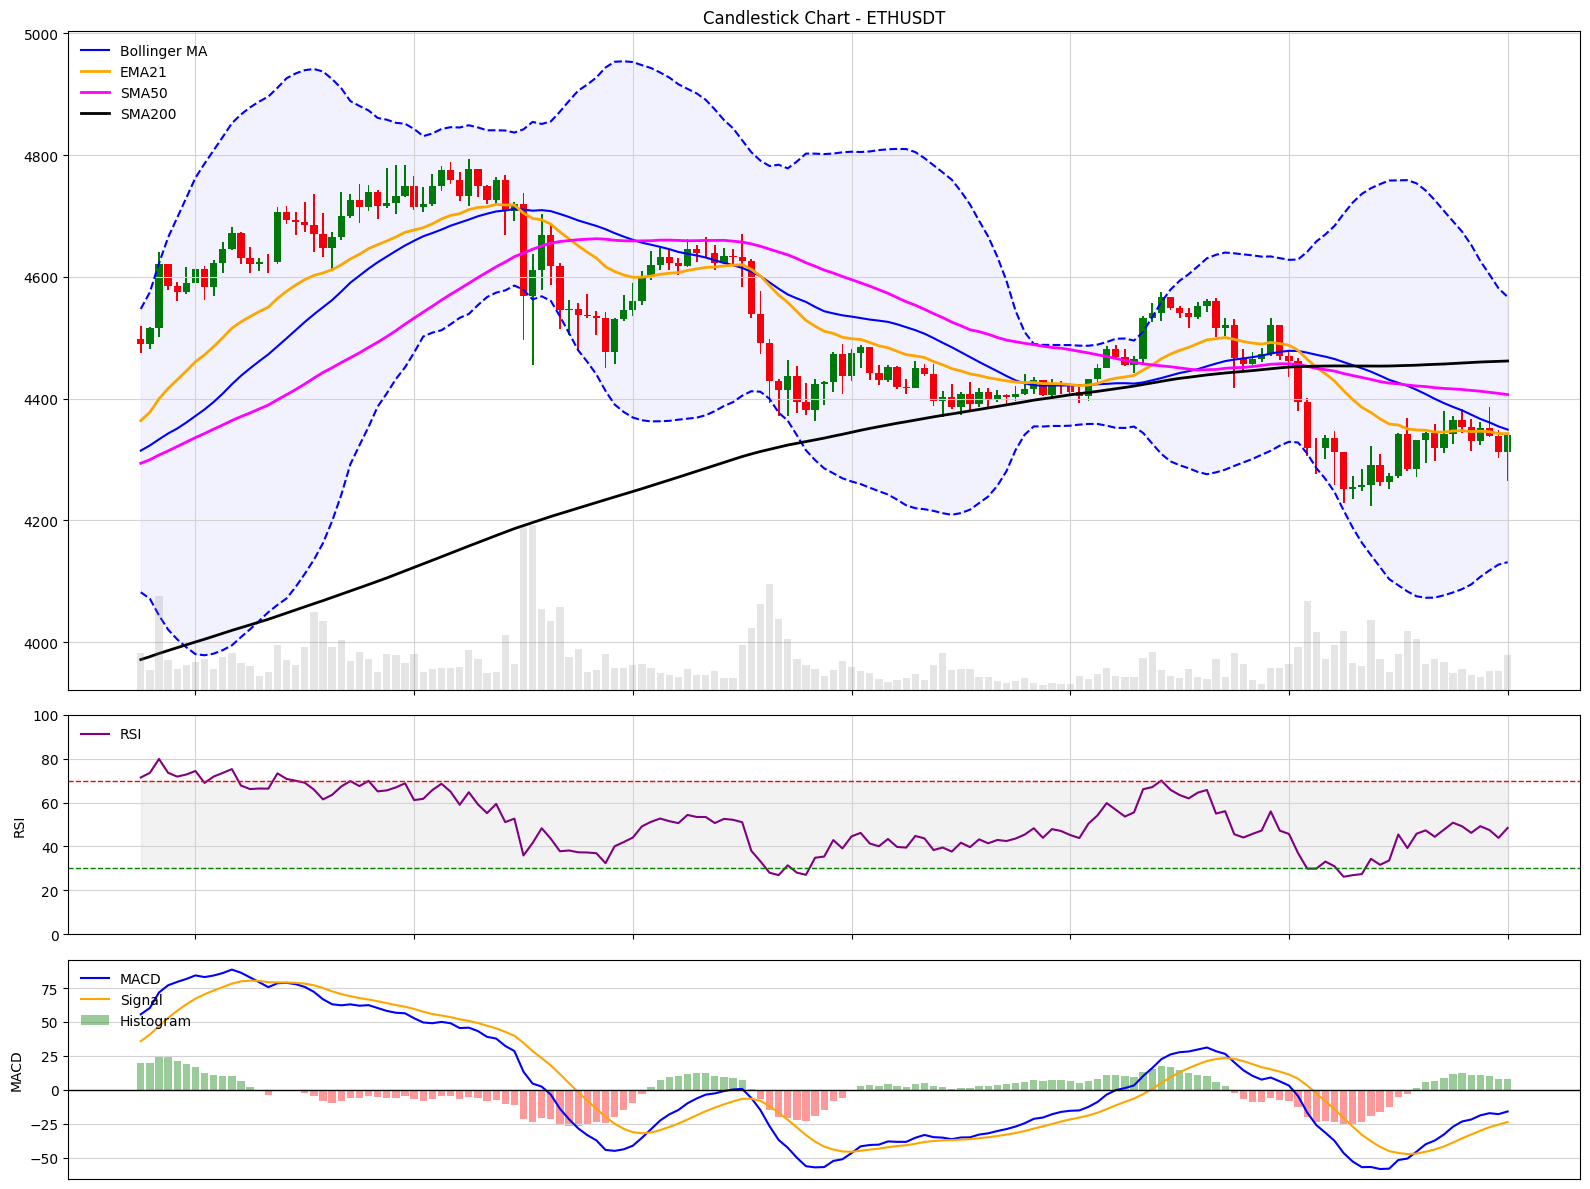 Candlestick Chart - ETHUSDT
Bollinger MA
EMA21
SMA50
SMA200
5000
4800
4600
4400
4200
4000
RSI
RSI
100
80
60
40
20
0
MACD
Signal
Histogram
MACD
75
50
25
0
−25
−50